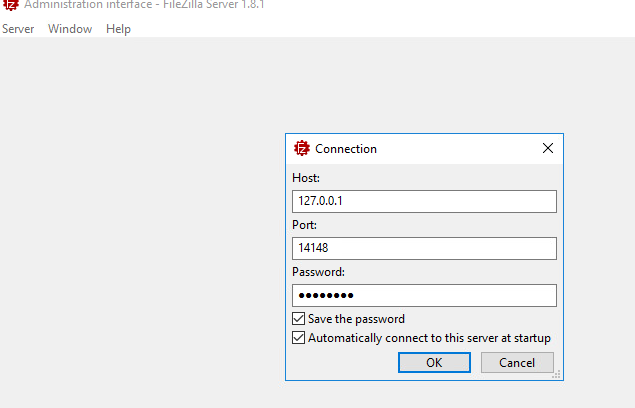 Administration interface - FileZilla Server 1.8.1
Server Window Help
Connection
Host:
127.0.0.1
Port:
14148
Password:
●●●●●●●●
Save the password
Automatically connect to this server at startup
OK Cancel